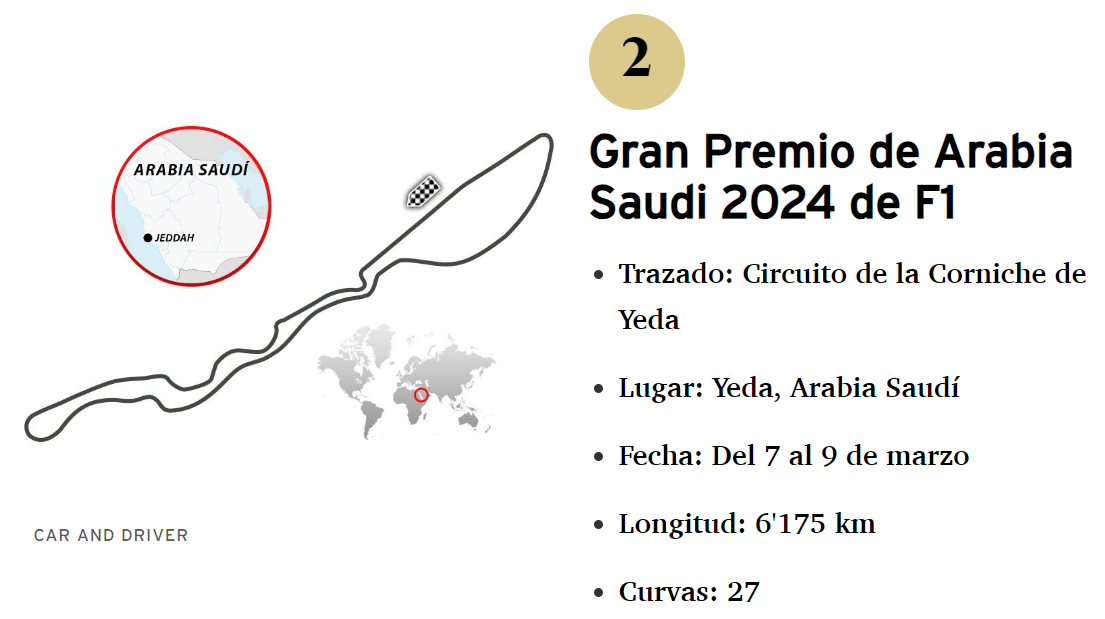 ARABIA SAUDÍ
JEDDAH
CAR AND DRIVER
2
Gran Premio de Arabia
Saudi 2024 de F1
Trazado: Circuito de la Corniche de
Yeda
Lugar: Yeda, Arabia Saudí
Fecha: Del 7 al 9 de marzo
Longitud: 6'175 km
Curvas: 27